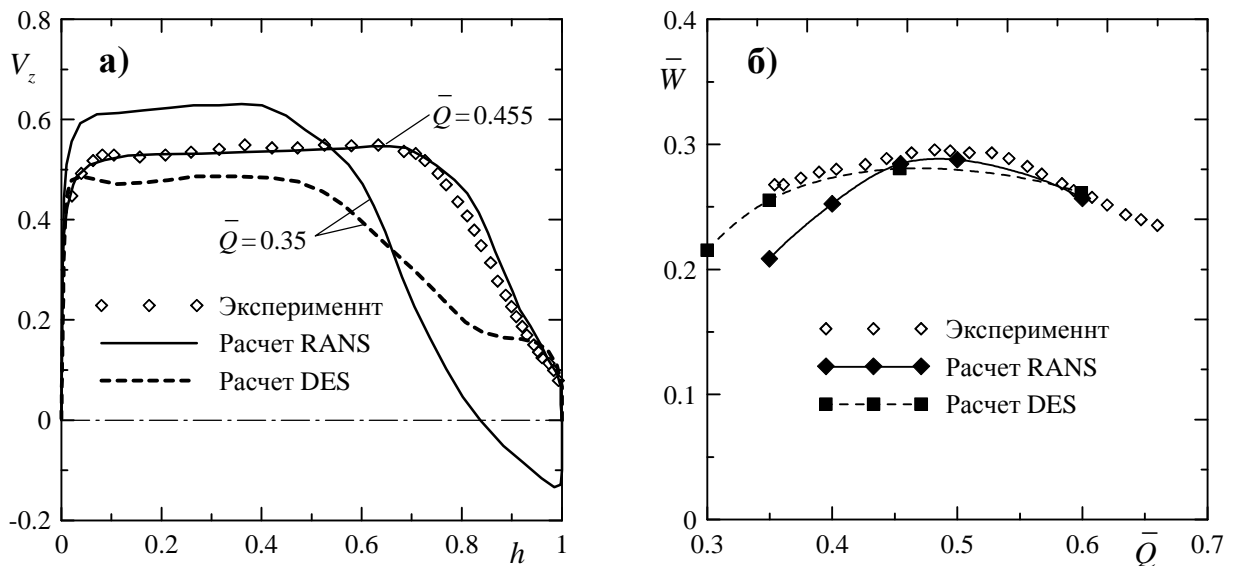 а)
0.8
V_z
0.6
0.4
0.2
0
-0.2
Q̄=0.455
Q̄=0.35
Эксперименнт
Расчет RANS
Расчет DES
0 0.2 0.4 0.6 0.8 1
h
б)
0.4
W̄
0.3
0.2
0.1
0
Эксперименнт
Расчет RANS
Расчет DES
0.3 0.4 0.5 0.6 0.7
Q̄